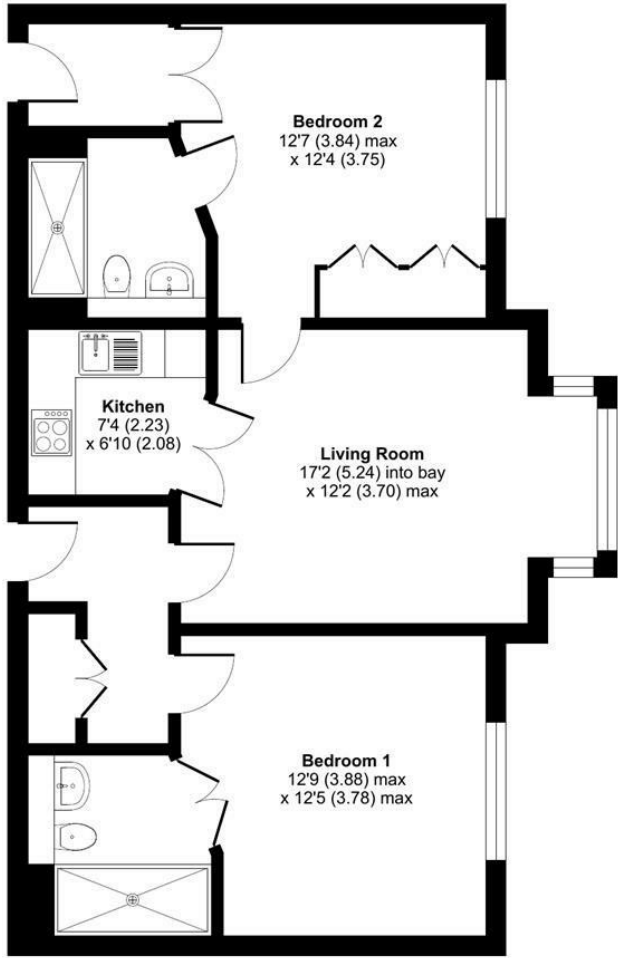 Bedroom 2
12'7 (3.84) max
x 12'4 (3.75)
Kitchen
7'4 (2.23)
x 6'10 (2.08)
Living Room
17'2 (5.24) into bay
x 12'2 (3.70) max
Bedroom 1
12'9 (3.88) max
x 12'5 (3.78) max